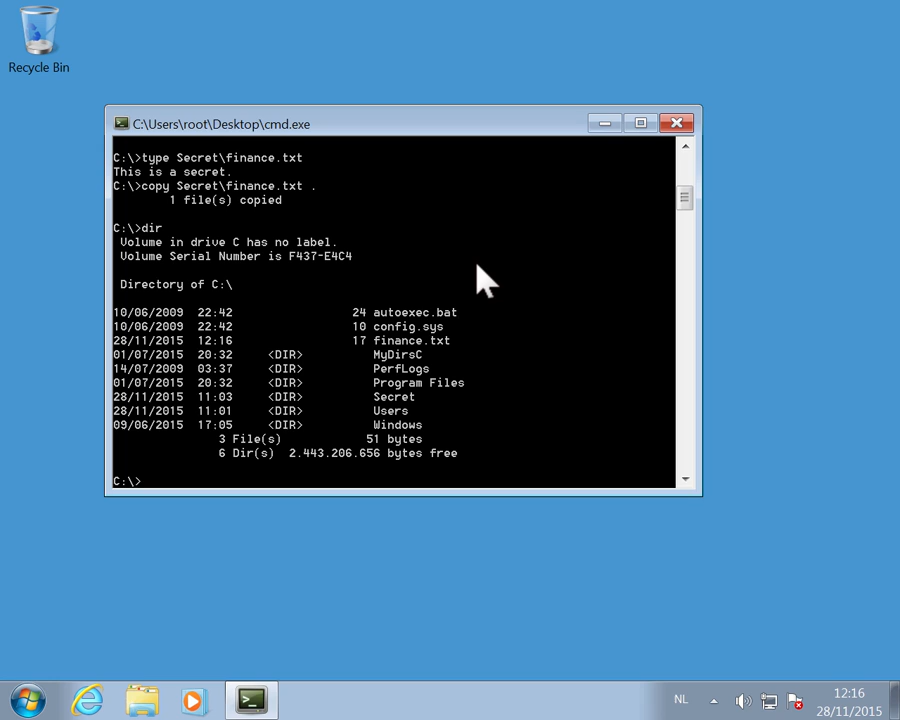 Recycle Bin
C:\Users\root\Desktop\cmd.exe
C:\>type Secret\finance.txt
This is a secret.
C:\>copy Secret\finance.txt .
        1 file(s) copied
C:\>dir
 Volume in drive C has no label.
 Volume Serial Number is F437-E4C4
 Directory of C:\
10/06/2009  22:42                24 autoexec.bat
10/06/2009  22:42                10 config.sys
28/11/2015  12:16                17 finance.txt
01/07/2015  20:32    <DIR>          MyDirsC
14/07/2009  03:37    <DIR>          PerfLogs
01/07/2015  20:32    <DIR>          Program Files
28/11/2015  11:03    <DIR>          Secret
28/11/2015  11:01    <DIR>          Users
09/06/2015  17:05    <DIR>          Windows
               3 File(s)             51 bytes
               6 Dir(s)  2.443.206.656 bytes free
C:\>
NL
12:16
28/11/2015